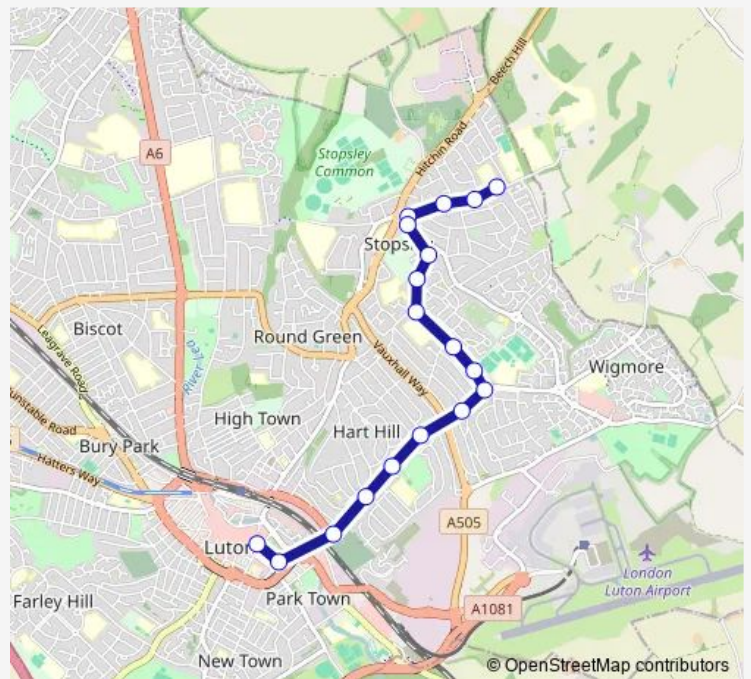 Beech Hill
A6
Stopsley
Common
Hitchin Road
Biscot
Leagrave Road
River Lea
Round Green
Vauxhall Way
Wigmore
High Town
Dunstable Road
Hart Hill
Bury Park
Hatters Way
A505
London
Luton Airport
Farley Hill
Park Town
A1081
New Town
© OpenStreetMap contributors